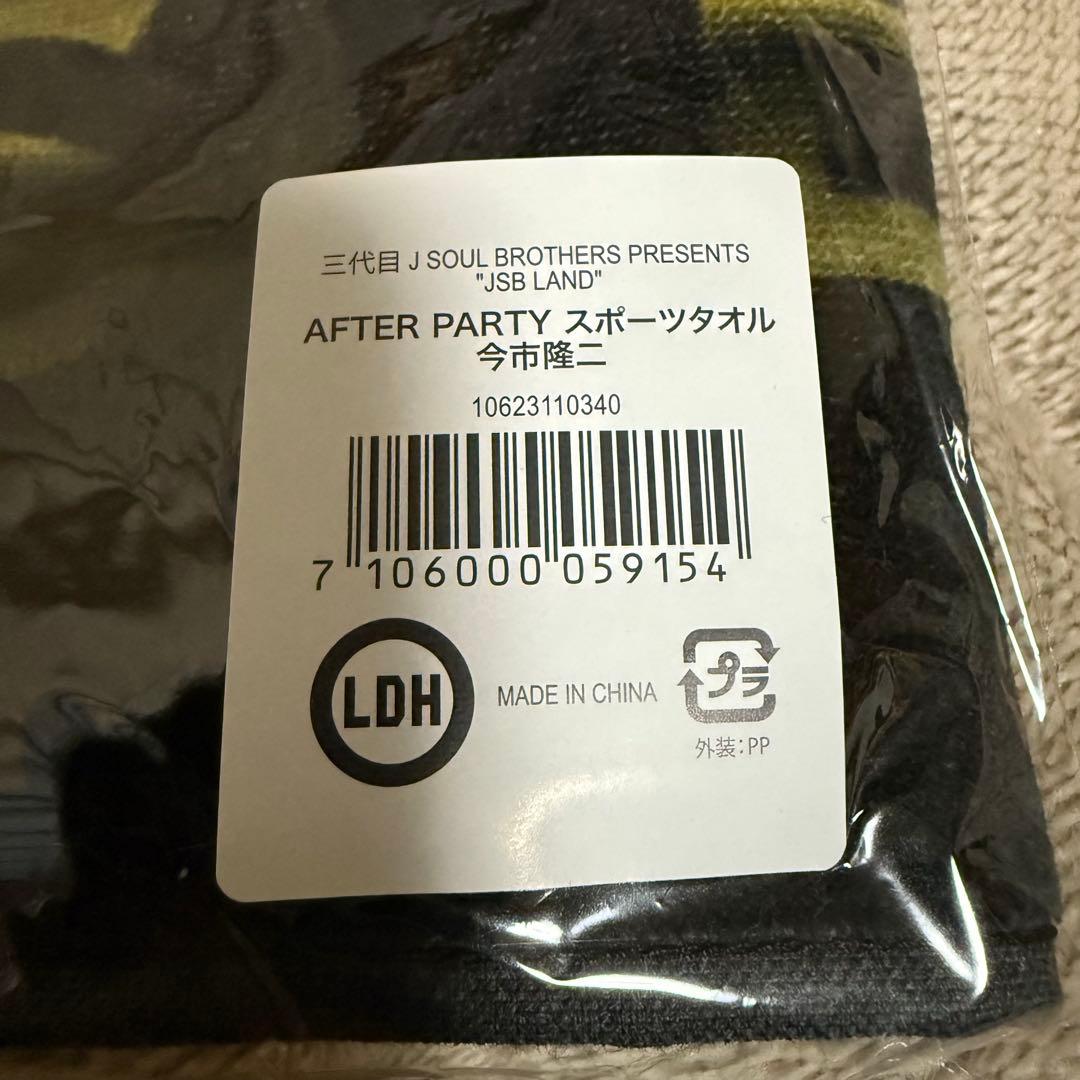 三代目 J SOUL BROTHERS PRESENTS
"JSB LAND"
AFTER PARTY スポーツタオル
今市隆二
10623110340
7 106000 059154
LDH
MADE IN CHINA
プラ
外装:PP